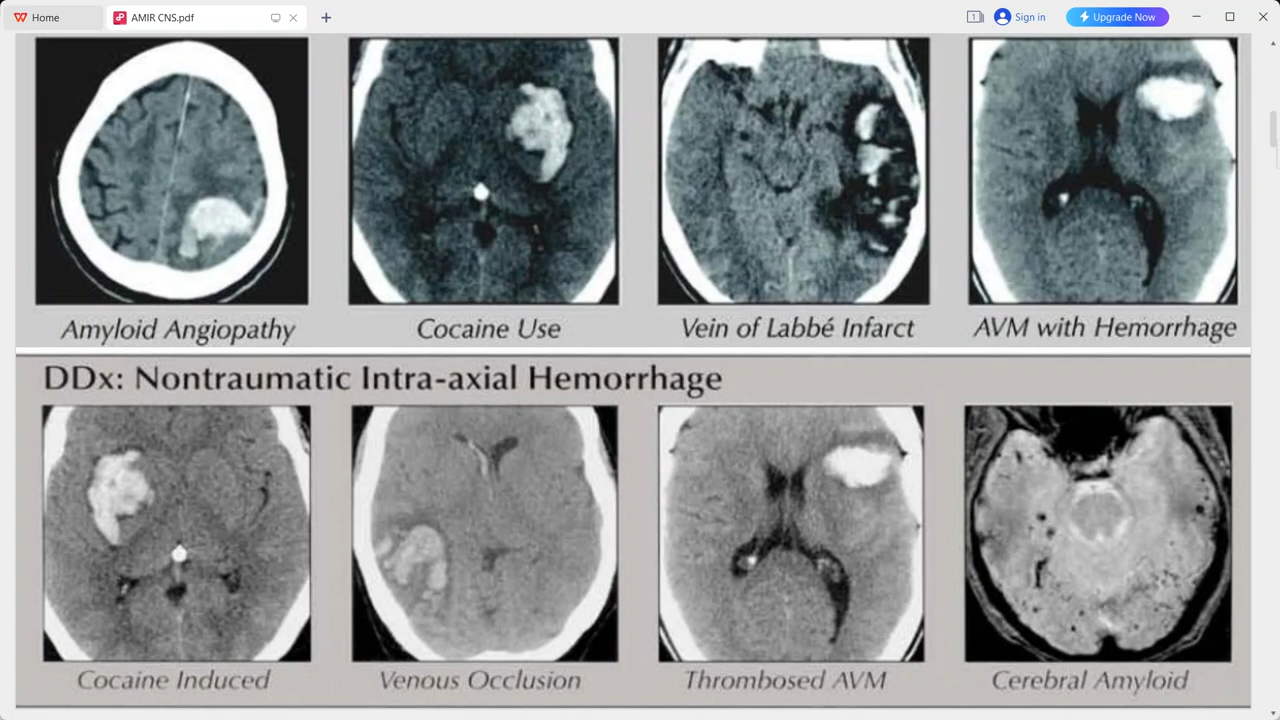 Home
AMIR CNS.pdf
1
Sign in
Upgrade Now
Amyloid Angiopathy
Cocaine Use
Vein of Labbé Infarct
AVM with Hemorrhage
DDx: Nontraumatic Intra-axial Hemorrhage
Cocaine Induced
Venous Occlusion
Thrombosed AVM
Cerebral Amyloid